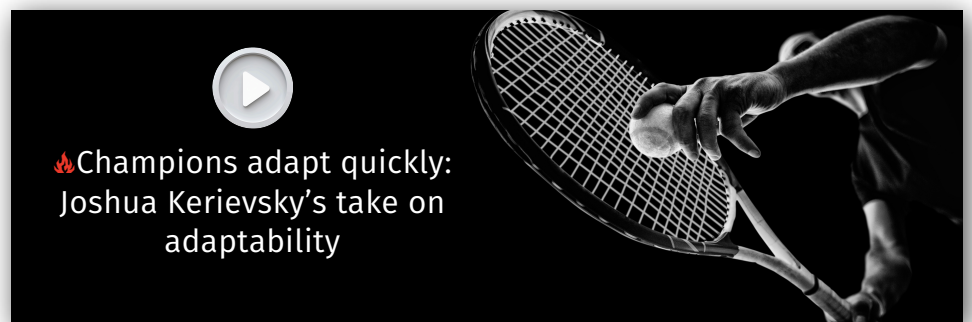 🔥Champions adapt quickly:
Joshua Kerievsky’s take on
adaptability